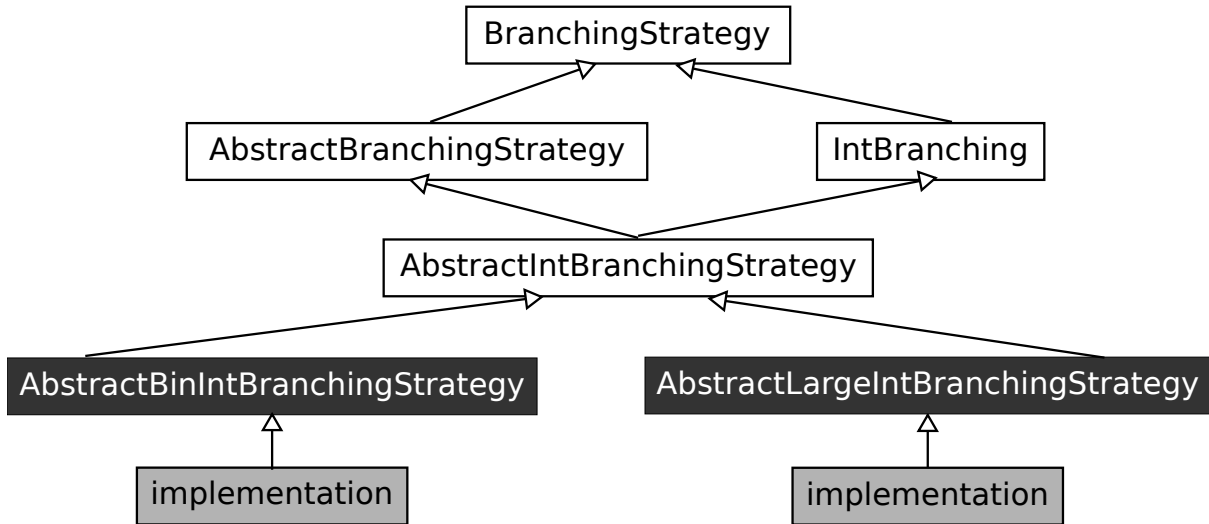 BranchingStrategy
AbstractBranchingStrategy
IntBranching
AbstractIntBranchingStrategy
AbstractBinIntBranchingStrategy
AbstractLargeIntBranchingStrategy
implementation
implementation